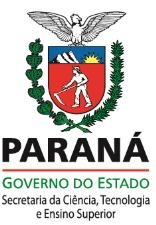 PARANÁ
GOVERNO DO ESTADO
Secretaria da Ciência, Tecnologia
e Ensino Superior